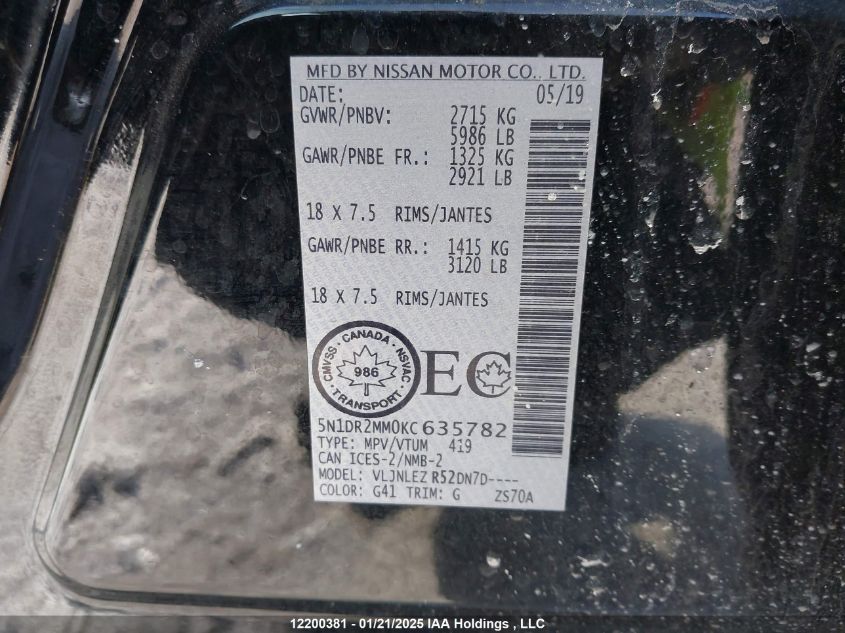 MFD BY NISSAN MOTOR CO., LTD.
DATE: 05/19
GVWR/PNBV: 2715 KG
5986 LB
GAWR/PNBE FR.: 1325 KG
2921 LB
18 X 7.5 RIMS/JANTES
GAWR/PNBE RR.: 1415 KG
3120 LB
18 X 7.5 RIMS/JANTES
CMVSS · CANADA · NSVAC
986
· TRANSPORT ·
EC
5N1DR2MM0KC 635782
TYPE: MPV/VTUM 419
CAN ICES-2/NMB-2
MODEL: VLJNLEZ R52DN7D----
COLOR: G41 TRIM: G ZS70A
12200381 - 01/21/2025 IAA Holdings , LLC